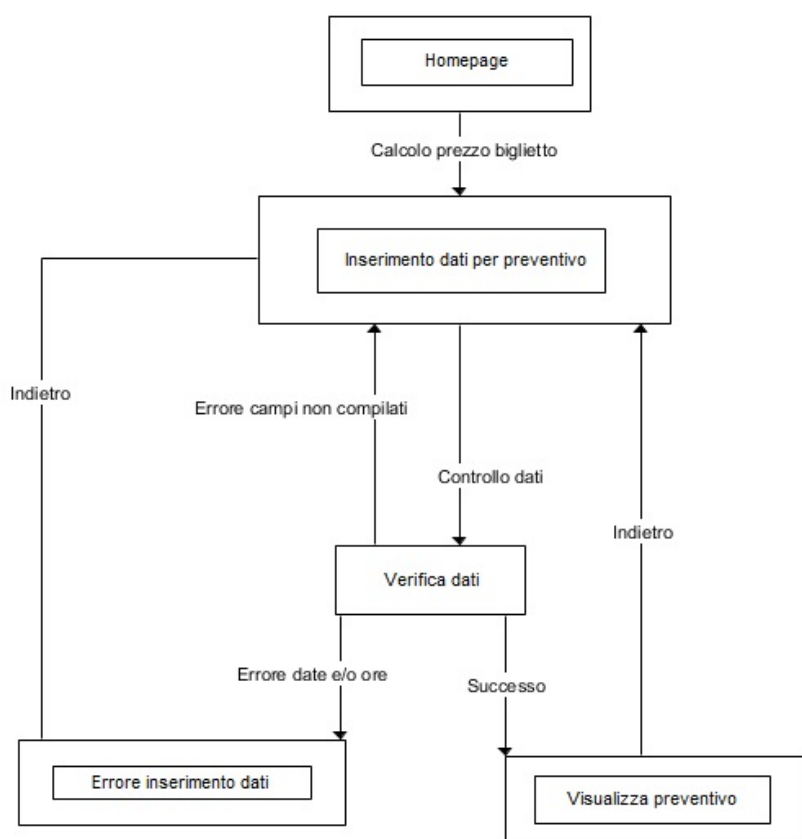 Homepage
Calcolo prezzo biglietto
Inserimento dati per preventivo
Indietro
Errore campi non compilati
Controllo dati
Indietro
Verifica dati
Errore date e/o ore
Successo
Errore inserimento dati
Visualizza preventivo